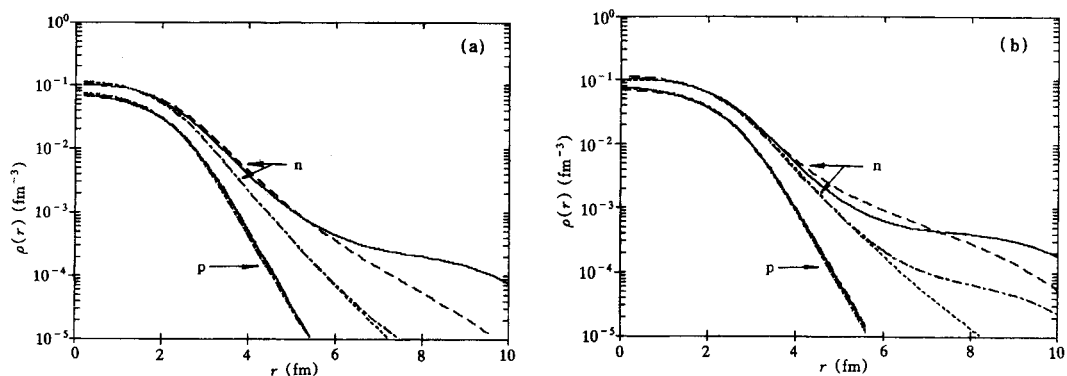 (a)
10⁰
10⁻¹
10⁻²
10⁻³
10⁻⁴
10⁻⁵
ρ(r) (fm⁻³)
n
p
0 2 4 6 8 10
r (fm)
(b)
10⁰
10⁻¹
10⁻²
10⁻³
10⁻⁴
10⁻⁵
ρ(r) (fm⁻³)
n
p
0 2 4 6 8 10
r (fm)